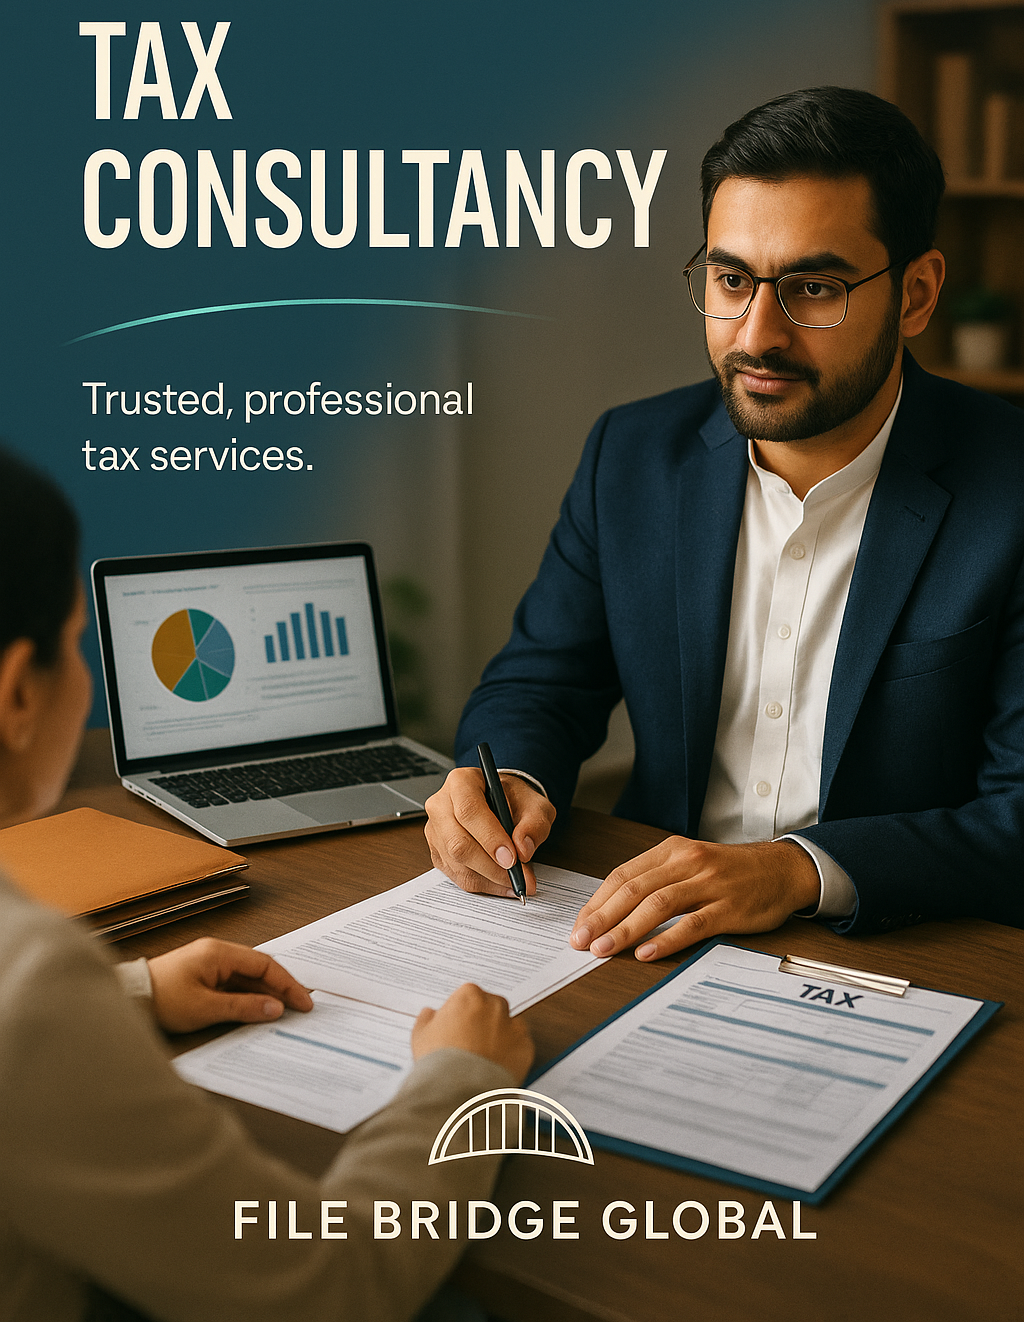 TAX
CONSULTANCY
Trusted, professional
tax services.
TAX
FILE BRIDGE GLOBAL